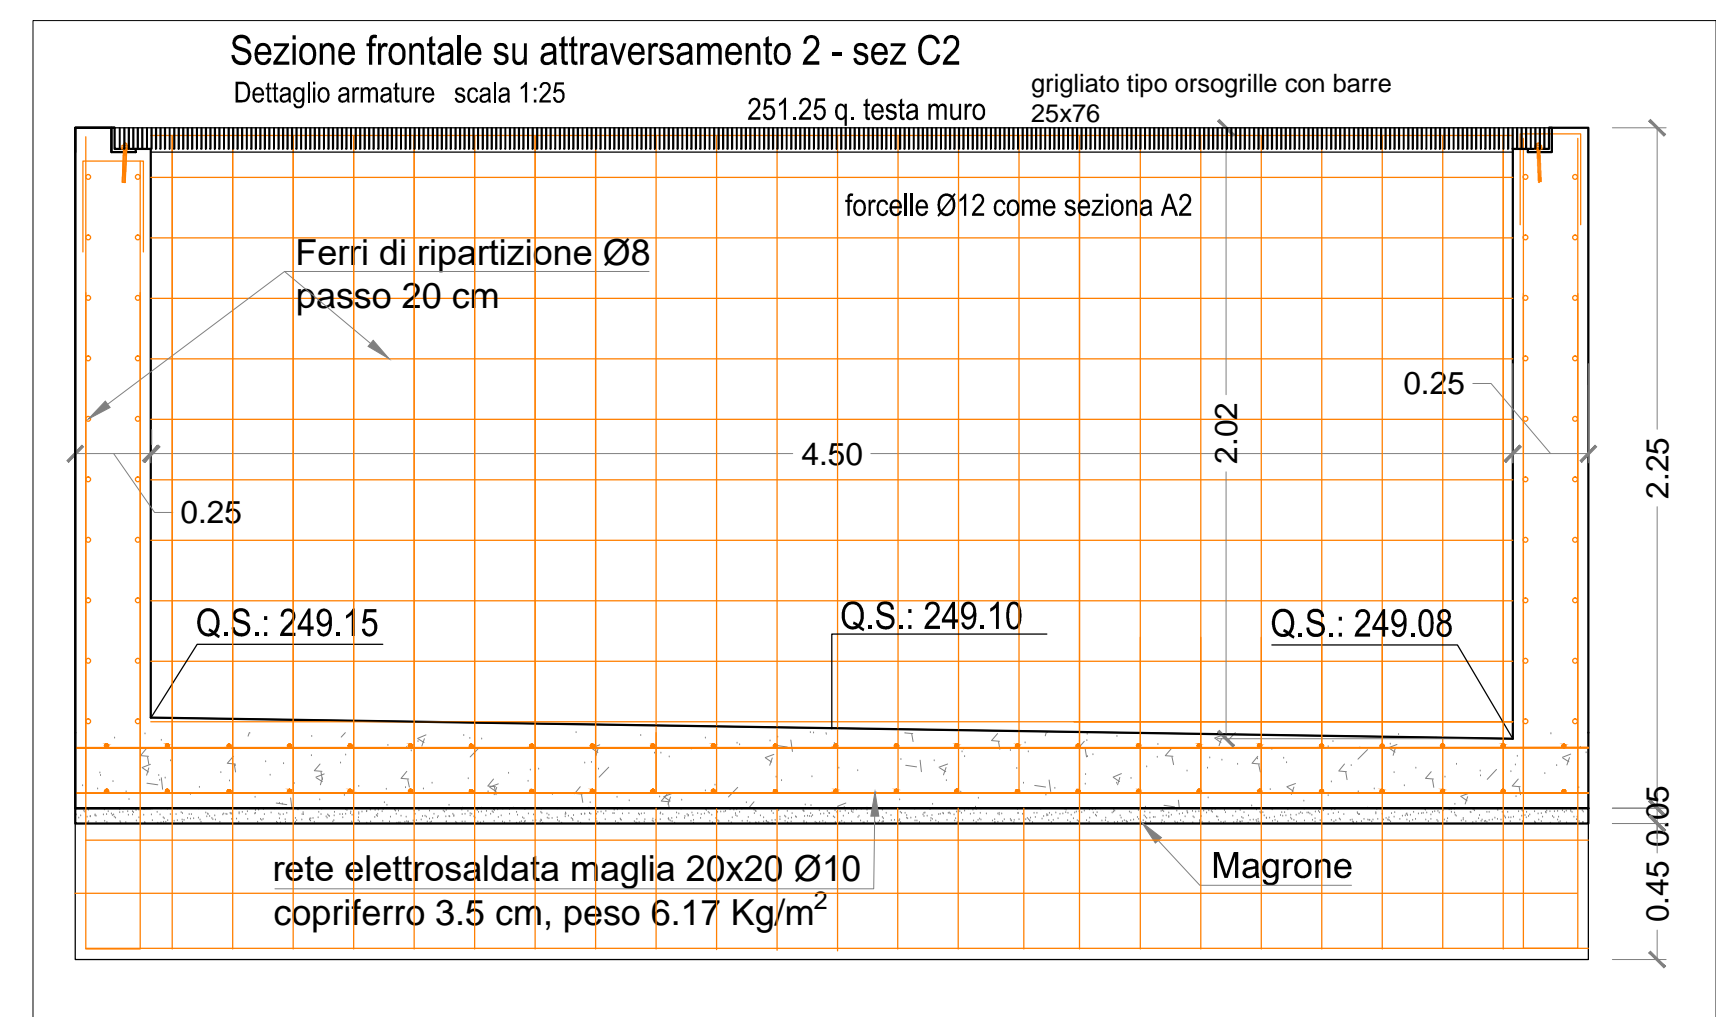 Sezione frontale su attraversamento 2 - sez C2
Dettaglio armature scala 1:25
251.25 q. testa muro
grigliato tipo orsogrille con barre
25x76
forcelle Ø12 come seziona A2
Ferri di ripartizione Ø8
passo 20 cm
0.25
2.02
4.50
2.25
0.25
Q.S.: 249.15
Q.S.: 249.10
Q.S.: 249.08
0.05
rete elettrosaldata maglia 20x20 Ø10
copriferro 3.5 cm, peso 6.17 Kg/m²
Magrone
0.45